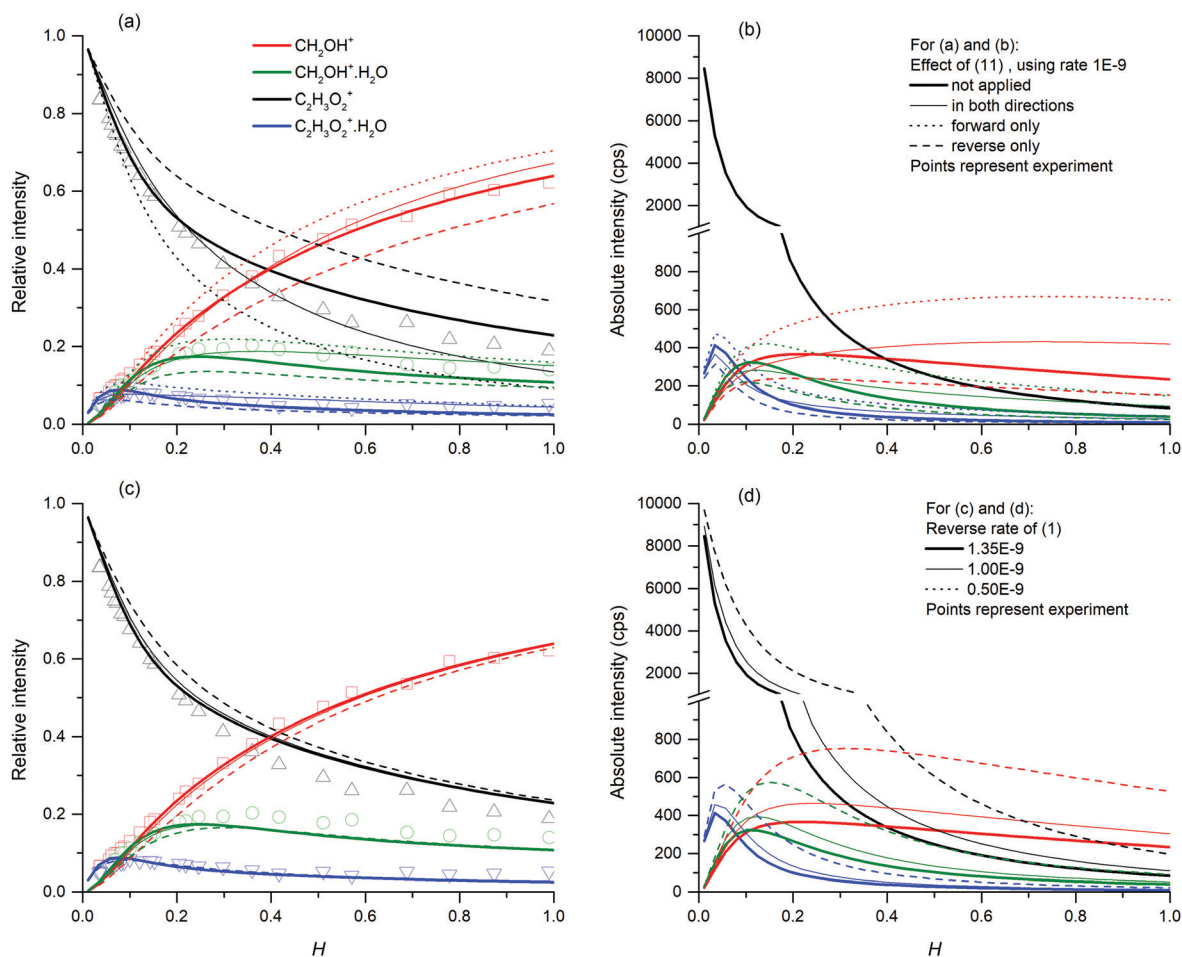 (a)
1.0
0.8
0.6
0.4
0.2
0.0
Relative intensity
CH₂OH⁺
CH₂OH⁺.H₂O
C₂H₃O₂⁺
C₂H₃O₂⁺.H₂O
0.0 0.2 0.4 0.6 0.8 1.0
(b)
10000
8000
6000
4000
2000
800
600
400
200
0
Absolute intensity (cps)
For (a) and (b):
Effect of (11) , using rate 1E-9
not applied
in both directions
forward only
reverse only
Points represent experiment
0.0 0.2 0.4 0.6 0.8 1.0
(c)
1.0
0.8
0.6
0.4
0.2
0.0
Relative intensity
0.0 0.2 0.4 0.6 0.8 1.0
H
(d)
10000
8000
6000
4000
2000
800
600
400
200
0
Absolute intensity (cps)
For (c) and (d):
Reverse rate of (1)
1.35E-9
1.00E-9
0.50E-9
Points represent experiment
0.0 0.2 0.4 0.6 0.8 1.0
H